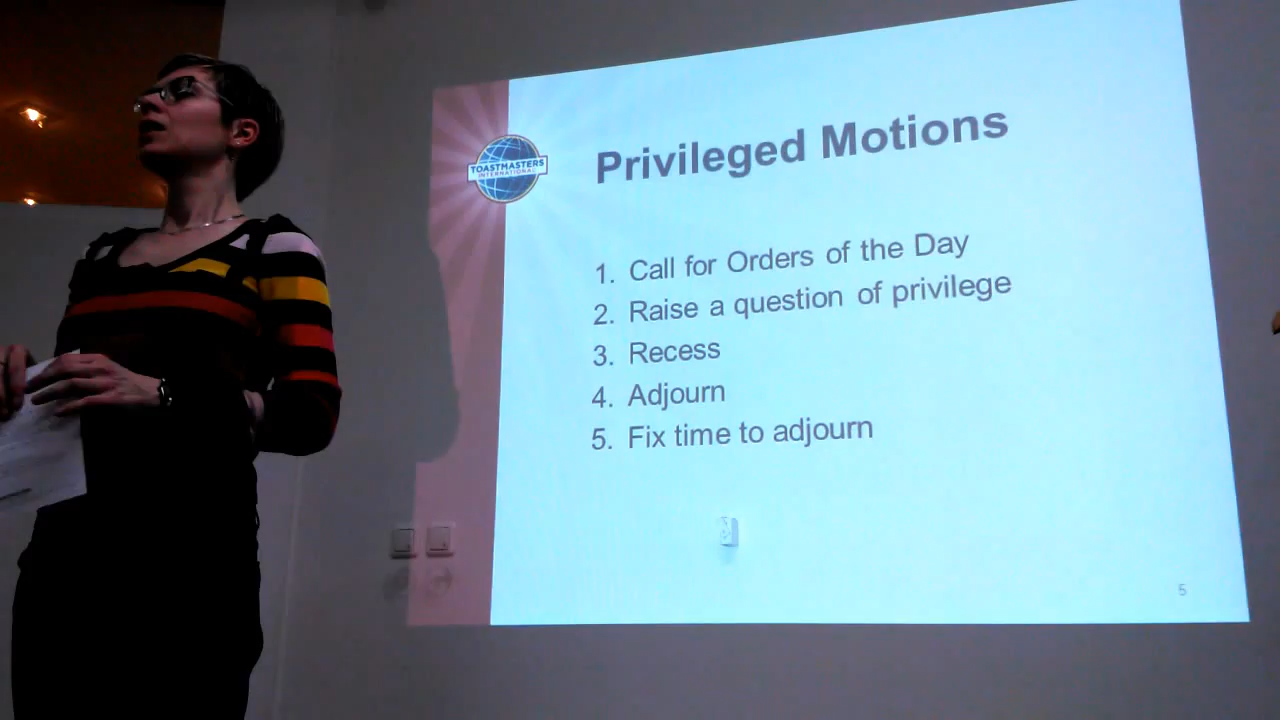 TOASTMASTERS
INTERNATIONAL
Privileged Motions
1. Call for Orders of the Day
2. Raise a question of privilege
3. Recess
4. Adjourn
5. Fix time to adjourn
5